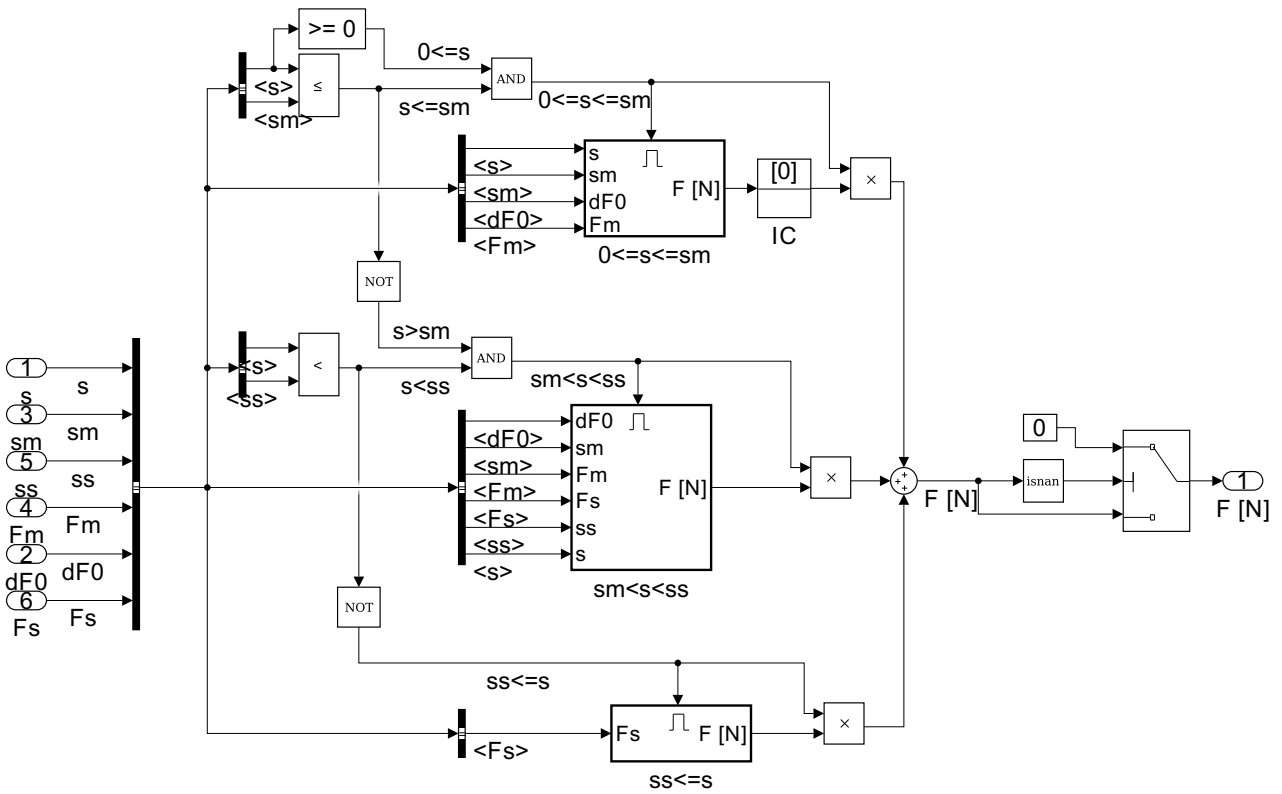 >= 0
0<=s
AND
<s>
≤
<sm>
s<=sm
0<=s<=sm
s
<s>
sm
<sm>
dF0
<dF0>
Fm
<Fm>
F [N]
0<=s<=sm
[0]
IC
×
NOT
s>sm
<s>
<
<ss>
s<ss
AND
sm<s<ss
1
s
s
3
sm
sm
5
ss
ss
4
Fm
Fm
2
dF0
dF0
6
Fs
Fs
dF0
<dF0>
sm
<sm>
Fm
<Fm>
Fs
<Fs>
ss
<ss>
s
<s>
F [N]
sm<s<ss
×
+
+
+
F [N]
0
isnan
1
F [N]
NOT
ss<=s
<Fs>
Fs
F [N]
ss<=s
×